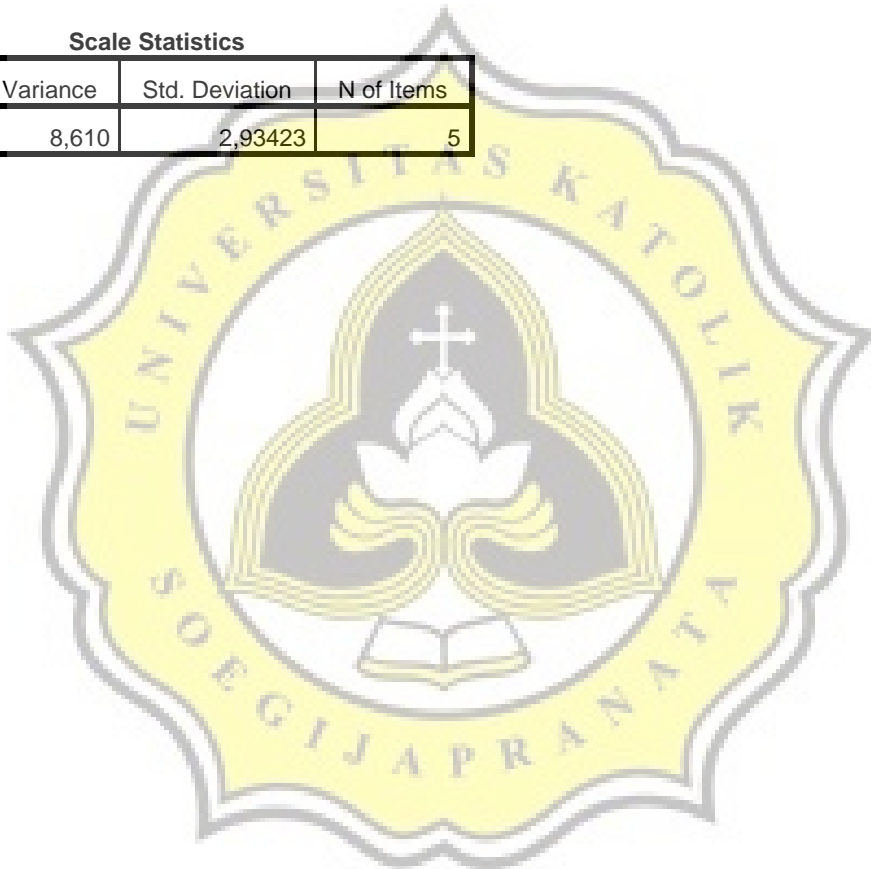 Scale Statistics
Variance Std. Deviation N of Items
8,610 2,93423 5
UNIVERSITAS KATOLIK
SOEGIJAPRANATA